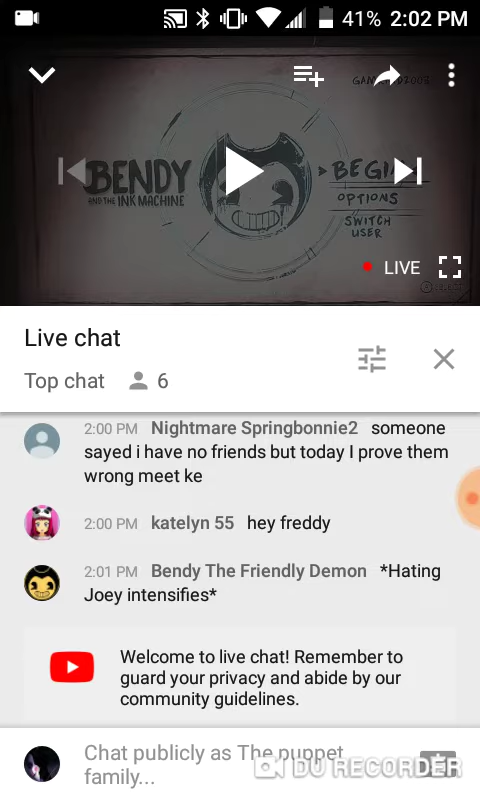 41% 2:02 PM
BENDY
AND THE INK MACHINE
BEGIN
OPTIONS
SWITCH
USER
LIVE
Live chat
Top chat 6
2:00 PM Nightmare Springbonnie2 someone
sayed i have no friends but today I prove them
wrong meet ke
2:00 PM katelyn 55 hey freddy
2:01 PM Bendy The Friendly Demon *Hating
Joey intensifies*
Welcome to live chat! Remember to
guard your privacy and abide by our
community guidelines.
Chat publicly as The puppet
family...
DU RECORDER